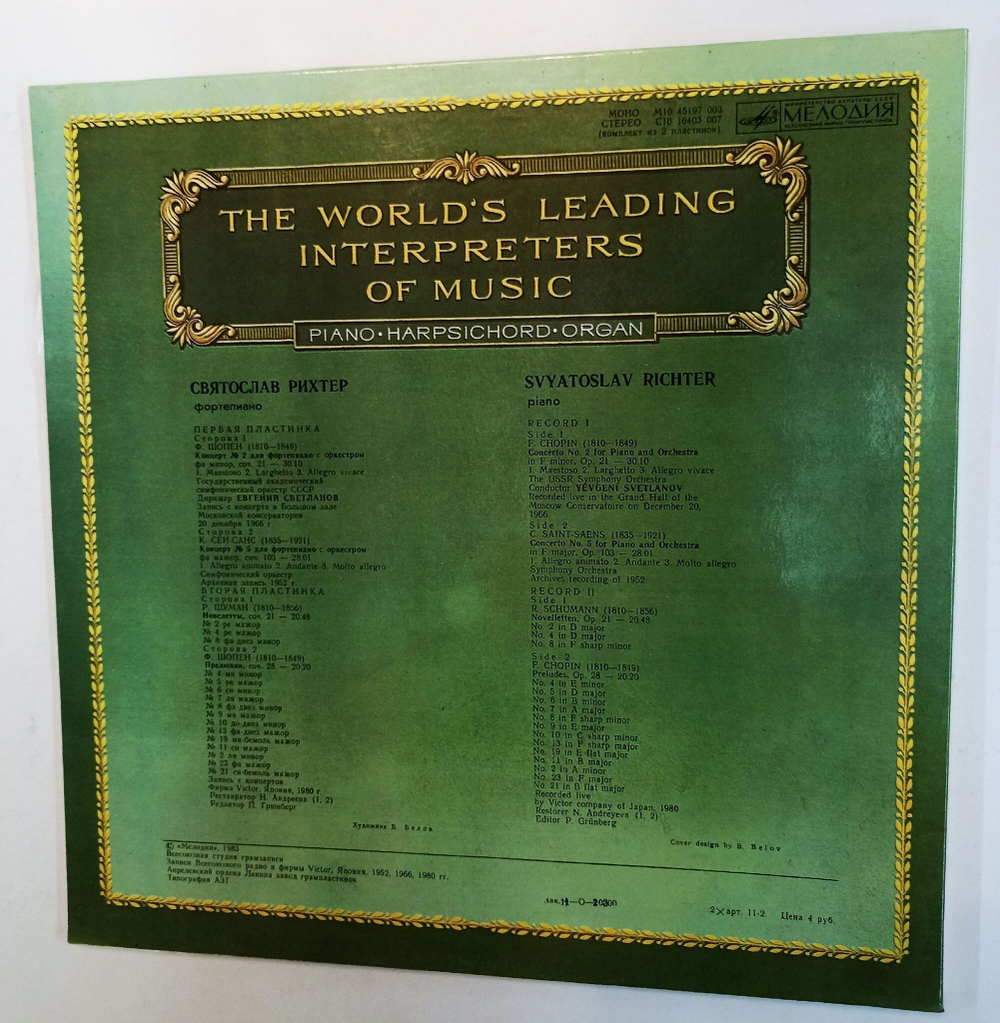 МОНО М10 45197 003
СТЕРЕО С10 16403 007
(комплект из 2 пластинок)
МИНИСТЕРСТВО КУЛЬТУРЫ СССР
МЕЛОДИЯ
ВСЕСОЮЗНАЯ ФИРМА ГРАМПЛАСТИНОК
THE WORLD'S LEADING
INTERPRETERS
OF MUSIC
PIANO•HARPSICHORD•ORGAN
СВЯТОСЛАВ РИХТЕР
фортепиано
ПЕРВАЯ ПЛАСТИНКА
Сторона 1
Ф. ШОПЕН (1810—1849)
Концерт № 2 для фортепиано с оркестром
фа минор, соч. 21 — 30.10
1. Maestoso 2. Larghetto 3. Allegro vivace
Государственный академический
симфонический оркестр СССР
Дирижер ЕВГЕНИЙ СВЕТЛАНОВ
Запись с концерта в Большом зале
Московской консерватории
20 декабря 1966 г.
Сторона 2
К. СЕН-САНС (1835—1921)
Концерт № 5 для фортепиано с оркестром
фа мажор, соч. 103 — 28.01
1. Allegro animato 2. Andante 3. Molto allegro
Симфонический оркестр
Архивная запись 1952 г.
ВТОРАЯ ПЛАСТИНКА
Сторона 1
Р. ШУМАН (1810—1856)
Новелетты, соч. 21 — 20.48
№ 2 ре мажор
№ 4 ре мажор
№ 8 фа-диез минор
Сторона 2
Ф. ШОПЕН (1810—1849)
Прелюдии, соч. 28 — 20.20
№ 4 ми минор
№ 5 ре мажор
№ 6 си минор
№ 7 ля мажор
№ 8 фа-диез минор
№ 9 ми мажор
№ 10 до-диез минор
№ 13 фа-диез мажор
№ 19 ми-бемоль мажор
№ 11 си мажор
№ 2 ля минор
№ 23 фа мажор
№ 21 си-бемоль мажор
Запись с концертов
Фирма Victor, Япония, 1980 г.
Реставратор Н. Андреева (1, 2)
Редактор П. Грюнберг
SVYATOSLAV RICHTER
piano
RECORD I
Side 1
F. CHOPIN (1810—1849)
Concerto No. 2 for Piano and Orchestra
in F minor, Op. 21 — 30.10
1. Maestoso 2. Larghetto 3. Allegro vivace
The USSR Symphony Orchestra
Conductor YEVGENI SVETLANOV
Recorded live in the Grand Hall of the
Moscow Conservatoire on December 20,
1966
Side 2
C. SAINT-SAENS (1835—1921)
Concerto No. 5 for Piano and Orchestra
in F major, Op. 103 — 28.01
1. Allegro animato 2. Andante 3. Molto allegro
Symphony Orchestra
Archives recording of 1952
RECORD II
Side 1
R. SCHUMANN (1810—1856)
Novelletten, Op. 21 — 20.48
No. 2 in D major
No. 4 in D major
No. 8 in F sharp minor
Side 2
F. CHOPIN (1810—1849)
Preludes, Op. 28 — 20.20
No. 4 in E minor
No. 5 in D major
No. 6 in B minor
No. 7 in A major
No. 8 in F sharp minor
No. 9 in E major
No. 10 in C sharp minor
No. 13 in F sharp major
No. 19 in E flat major
No. 11 in B major
No. 2 in A minor
No. 23 in F major
No. 21 in B flat major
Recorded live
by Victor company of Japan, 1980
Restorer N. Andreyeva (1, 2)
Editor P. Grünberg
Художник Б. Белов
Cover design by B. Belov
© «Мелодия», 1983
Всесоюзная студия грамзаписи
Записи Всесоюзного радио и фирмы Victor, Япония, 1952, 1966, 1980 гг.
Апрелевский ордена Ленина завод грампластинок
Типография АЗГ
2×арт. 11-2. Цена 4 руб.